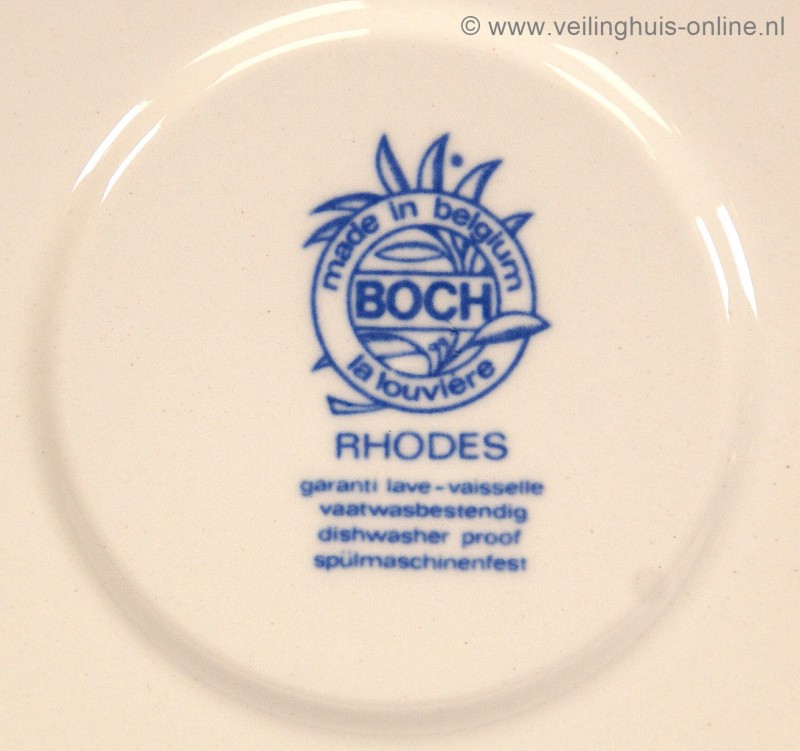 © www.veilinghuis-online.nl
made in belgium
BOCH
la louvière
RHODES
garanti lave-vaisselle
vaatwasbestendig
dishwasher proof
spülmaschinenfest